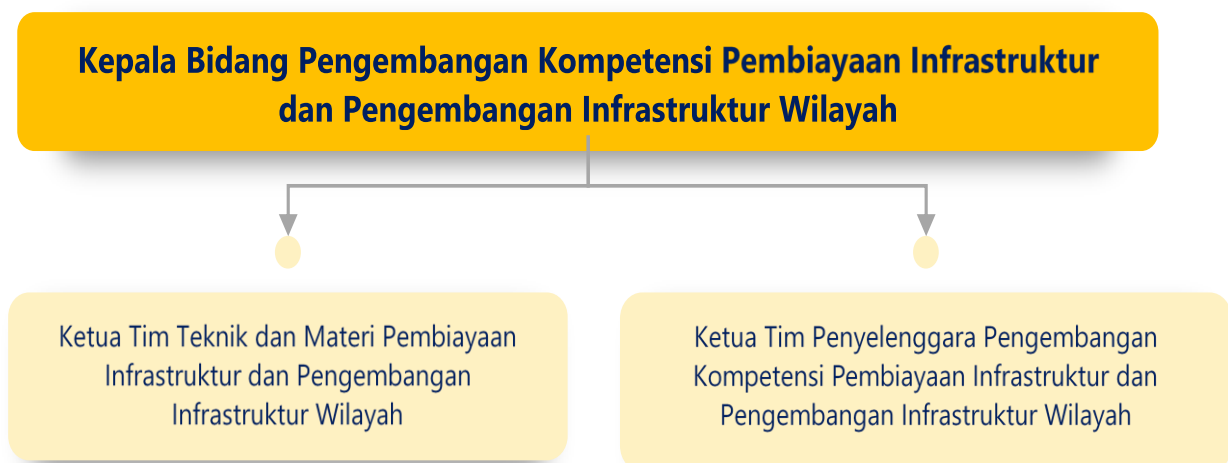 Kepala Bidang Pengembangan Kompetensi Pembiayaan Infrastruktur
dan Pengembangan Infrastruktur Wilayah
Ketua Tim Teknik dan Materi Pembiayaan
Infrastruktur dan Pengembangan
Infrastruktur Wilayah
Ketua Tim Penyelenggara Pengembangan
Kompetensi Pembiayaan Infrastruktur dan
Pengembangan Infrastruktur Wilayah